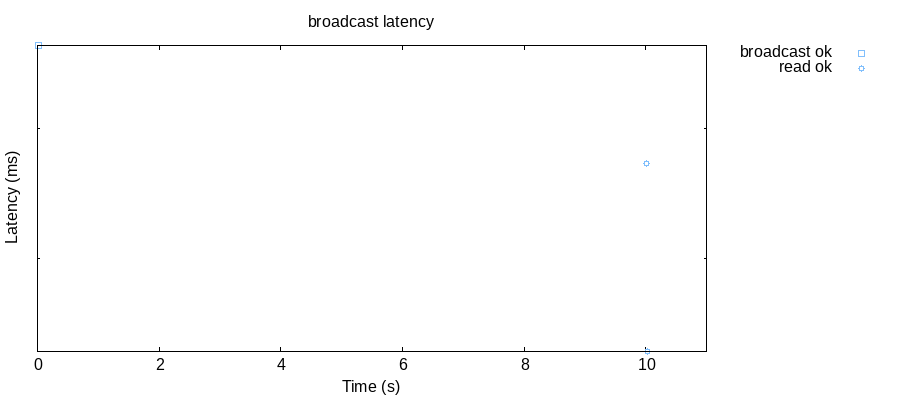 broadcast latency
broadcast ok
read ok
Latency (ms)
0 2 4 6 8 10
Time (s)